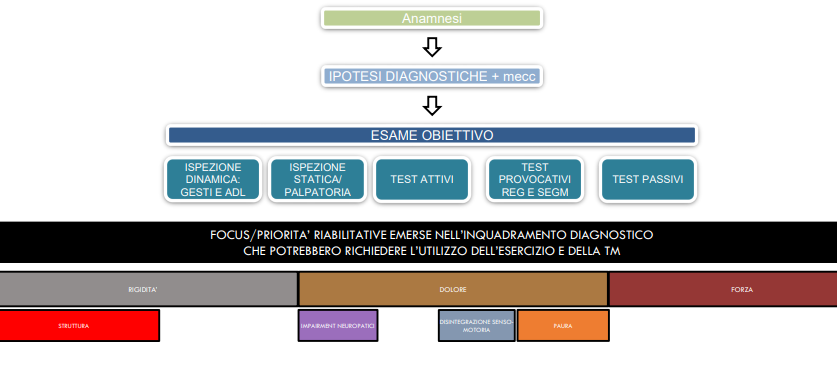 Anamnesi
IPOTESI DIAGNOSTICHE + mecc
ESAME OBIETTIVO
ISPEZIONE
DINAMICA:
GESTI E ADL
ISPEZIONE
STATICA/
PALPATORIA
TEST ATTIVI
TEST
PROVOCATIVI
REG E SEGM
TEST PASSIVI
FOCUS/PRIORITA' RIABILITATIVE EMERSE NELL'INQUADRAMENTO DIAGNOSTICO
CHE POTREBBERO RICHIEDERE L'UTILIZZO DELL'ESERCIZIO E DELLA TM
RIGIDITA'
DOLORE
FORZA
STRUTTURA
IMPAIRMENT NEUROPATICI
DISINTEGRAZIONE SENSO-
MOTORIA
PAURA